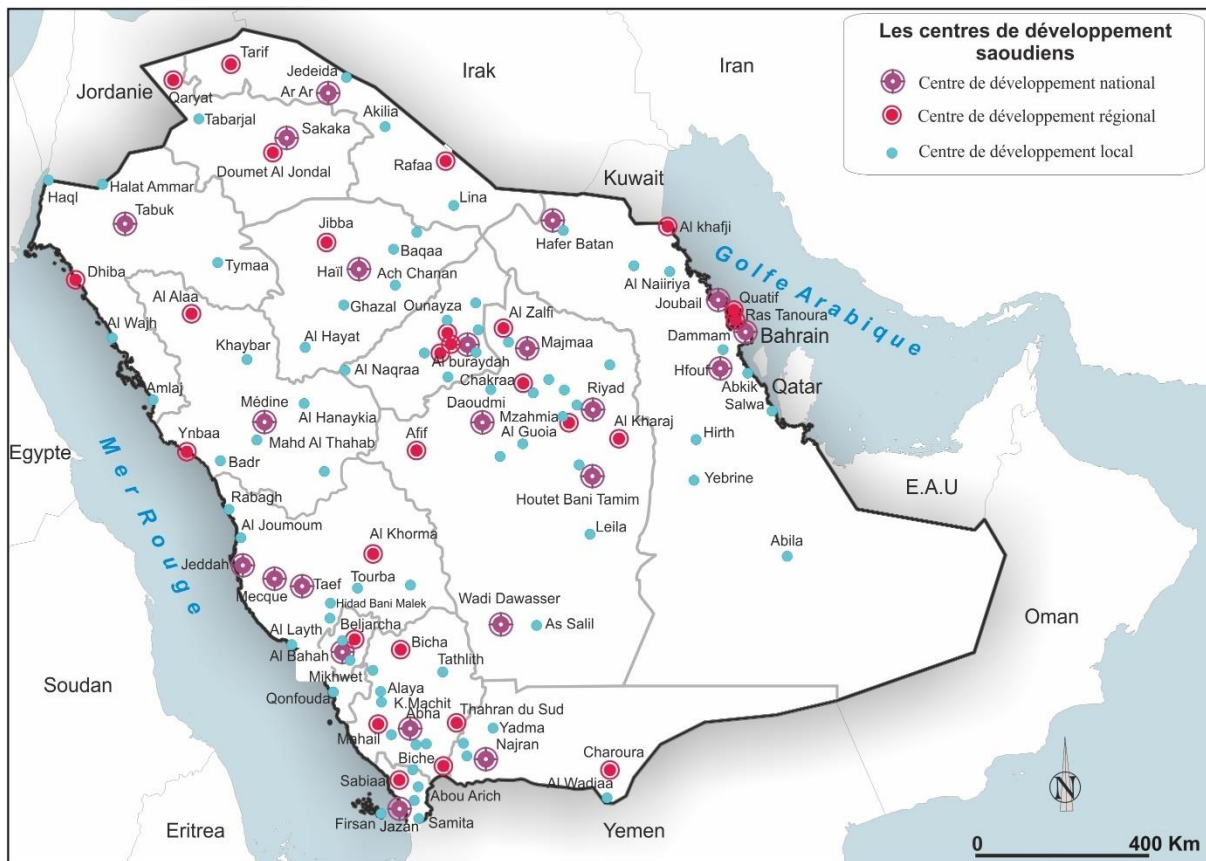 Les centres de développement
saoudiens
Centre de développement national
Centre de développement régional
Centre de développement local
Jordanie
Irak
Iran
Kuwait
Golfe Arabique
Bahrain
Qatar
E.A.U
Oman
Yemen
Eritrea
Soudan
Egypte
Mer Rouge
Tarif
Jedeida
Ar Ar
Qaryat
Tabarjal
Akilia
Sakaka
Doumet Al Jondal
Rafaa
Haql
Halat Ammar
Lina
Tabuk
Jibba
Hafer Batan
Al khafji
Baqaa
Tymaa
Haïl
Ach Chanan
Al Naiiriya
Dhiba
Joubail
Quatif
Ras Tanoura
Al Alaa
Ghazal
Ounayza
Al Zalfi
Al Wajh
Dammam
Khaybar
Al Hayat
Majmaa
Al buraydah
Al Naqraa
Chakraa
Hfouf
Abkik
Amlaj
Riyad
Salwa
Médine
Al Hanaykia
Daoudmi
Mzahmia
Al Kharaj
Al Guoia
Afif
Mahd Al Thahab
Hirth
Ynbaa
Badr
Yebrine
Houtet Bani Tamim
Rabagh
Leila
Al Joumoum
Al Khorma
Abila
Jeddah
Mecque
Taef
Tourba
Hidad Bani Malek
Wadi Dawasser
As Salil
Al Layth
Beljarcha
Bicha
Al Bahah
Mikhwet
Tathlith
Qonfouda
Alaya
K.Machit
Abha
Thahran du Sud
Mahail
Yadma
Najran
Biche
Charoura
Sabiaa
Al Wadiaa
Abou Arich
Firsan
Jazan
Samita
N
0 400 Km